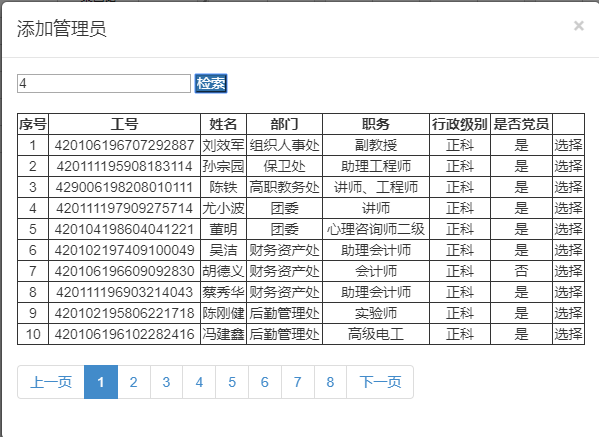 添加管理员 ×
4 检索
序号 工号 姓名 部门 职务 行政级别 是否党员
1 420106196707292887 刘效军 组织人事处 副教授 正科 是 选择
2 420111195908183114 孙宗园 保卫处 助理工程师 正科 是 选择
3 429006198208010111 陈铁 高职教务处 讲师、工程师 正科 是 选择
4 420111197909275714 尤小波 团委 讲师 正科 是 选择
5 420104198604041221 董明 团委 心理咨询师二级 正科 是 选择
6 420102197409100049 吴洁 财务资产处 助理会计师 正科 是 选择
7 420106196609092830 胡德义 财务资产处 会计师 正科 否 选择
8 420111196903214043 蔡秀华 财务资产处 助理会计师 正科 是 选择
9 420102195806221718 陈刚健 后勤管理处 实验师 正科 是 选择
10 420106196102282416 冯建鑫 后勤管理处 高级电工 正科 是 选择
上一页 1 2 3 4 5 6 7 8 下一页